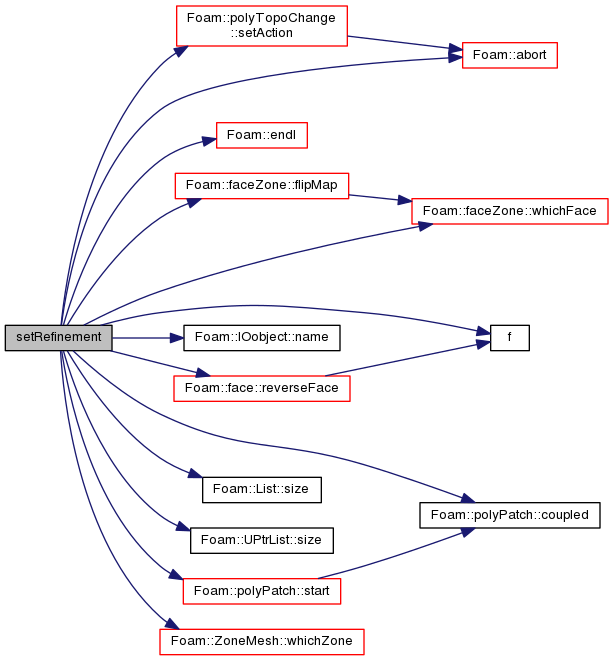 Foam::polyTopoChange
::setAction
Foam::abort
Foam::endl
Foam::faceZone::flipMap
Foam::faceZone::whichFace
setRefinement
Foam::IOobject::name
f
Foam::face::reverseFace
Foam::List::size
Foam::polyPatch::coupled
Foam::UPtrList::size
Foam::polyPatch::start
Foam::ZoneMesh::whichZone